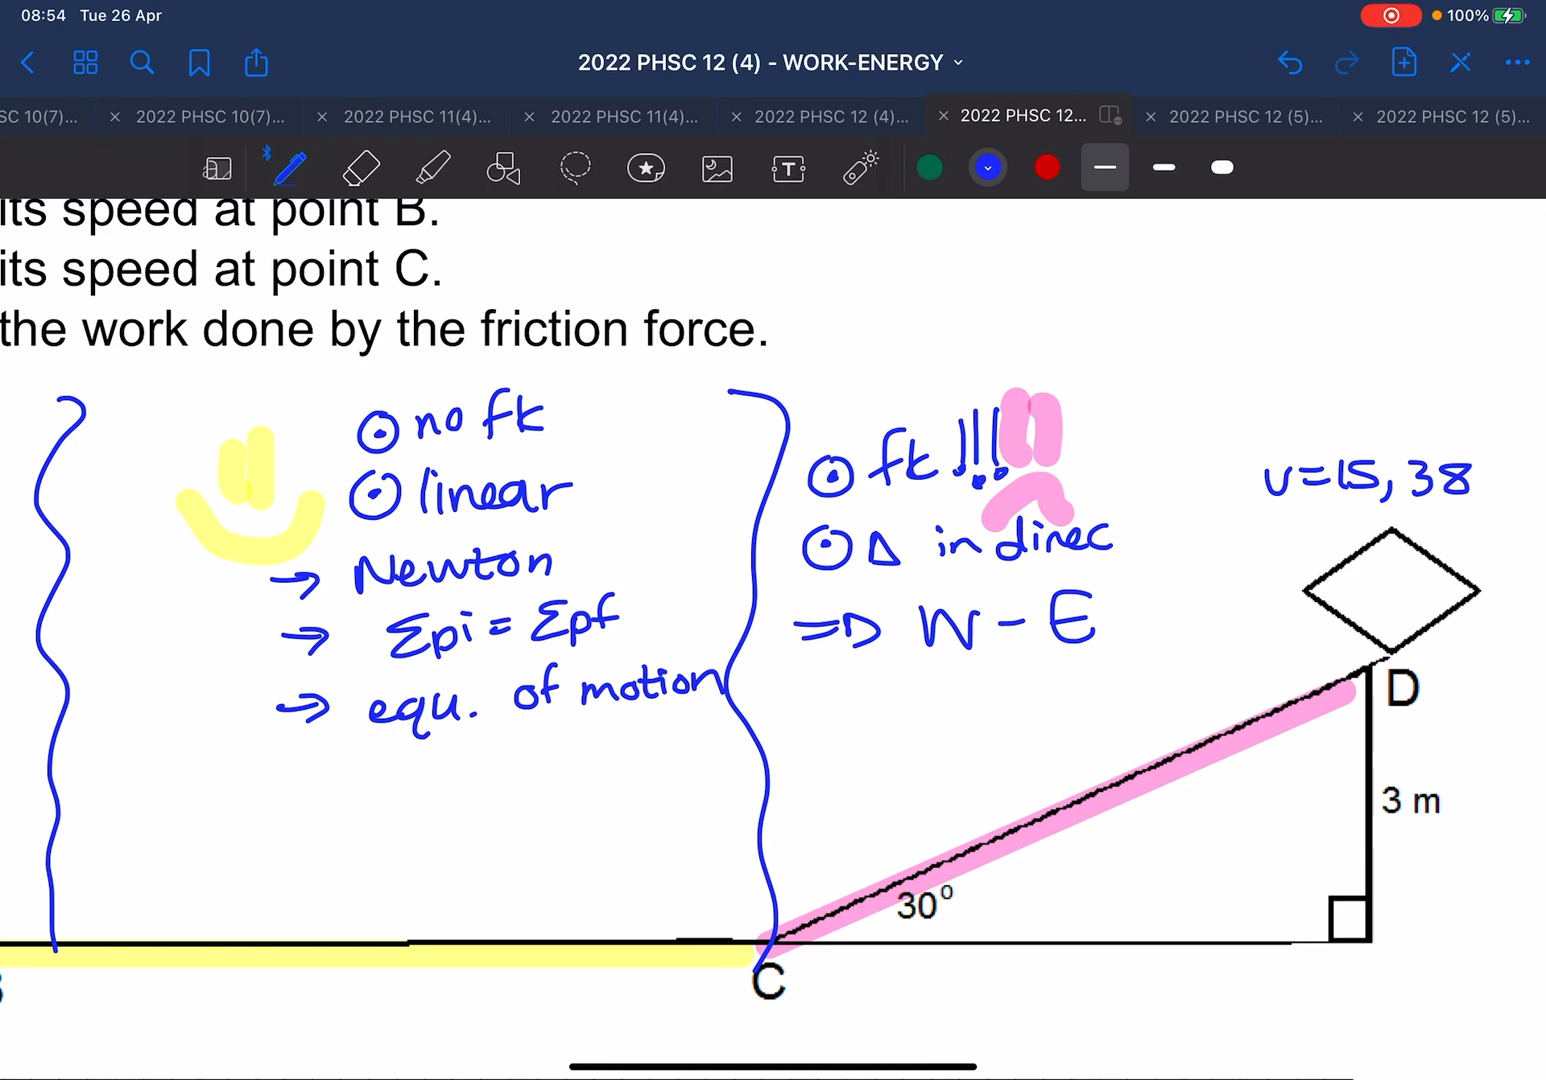 08:54 Tue 26 Apr
100%
2022 PHSC 12 (4) - WORK-ENERGY
SC 10(7)...
2022 PHSC 10(7)...
2022 PHSC 11(4)...
2022 PHSC 11(4)...
2022 PHSC 12 (4)...
2022 PHSC 12...
2022 PHSC 12 (5)...
2022 PHSC 12 (5)...
its speed at point B.
its speed at point C.
the work done by the friction force.
no fk
linear
→ Newton
→ Σpi = Σpf
→ equ. of motion
fk !!!
Δ in direc
⇒ W - E
v=15,38
D
3 m
30°
C